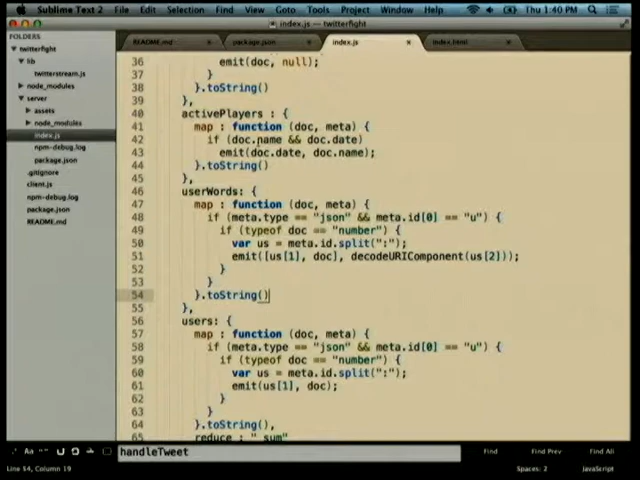 Sublime Text 2 File Edit Selection Find View Goto Tools Project Window Help Thu 1:40 PM
index.js — twitterfight
FOLDERS
twitterfight
lib
twitterstream.js
node_modules
server
assets
node_modules
index.js
npm-debug.log
package.json
.gitignore
client.js
npm-debug.log
package.json
README.md
README.md package.json index.js index.html
36 emit(doc, null);
37 }
38 }.toString()
39 },
40 activePlayers : {
41 map : function (doc, meta) {
42 if (doc.name && doc.date)
43 emit(doc.date, doc.name);
44 }.toString()
45 },
46 userWords: {
47 map : function (doc, meta) {
48 if (meta.type == "json" && meta.id[0] == "u") {
49 if (typeof doc == "number") {
50 var us = meta.id.split(":");
51 emit([us[1], doc], decodeURIComponent(us[2]));
52 }
53 }
54 }.toString()
55 },
56 users: {
57 map : function (doc, meta) {
58 if (meta.type == "json" && meta.id[0] == "u") {
59 if (typeof doc == "number") {
60 var us = meta.id.split(":");
61 emit(us[1], doc);
62 }
63 }
64 }.toString(),
65 reduce : "_sum"
handleTweet Find Find Prev Find All
Line 54, Column 19 Spaces: 2 JavaScript